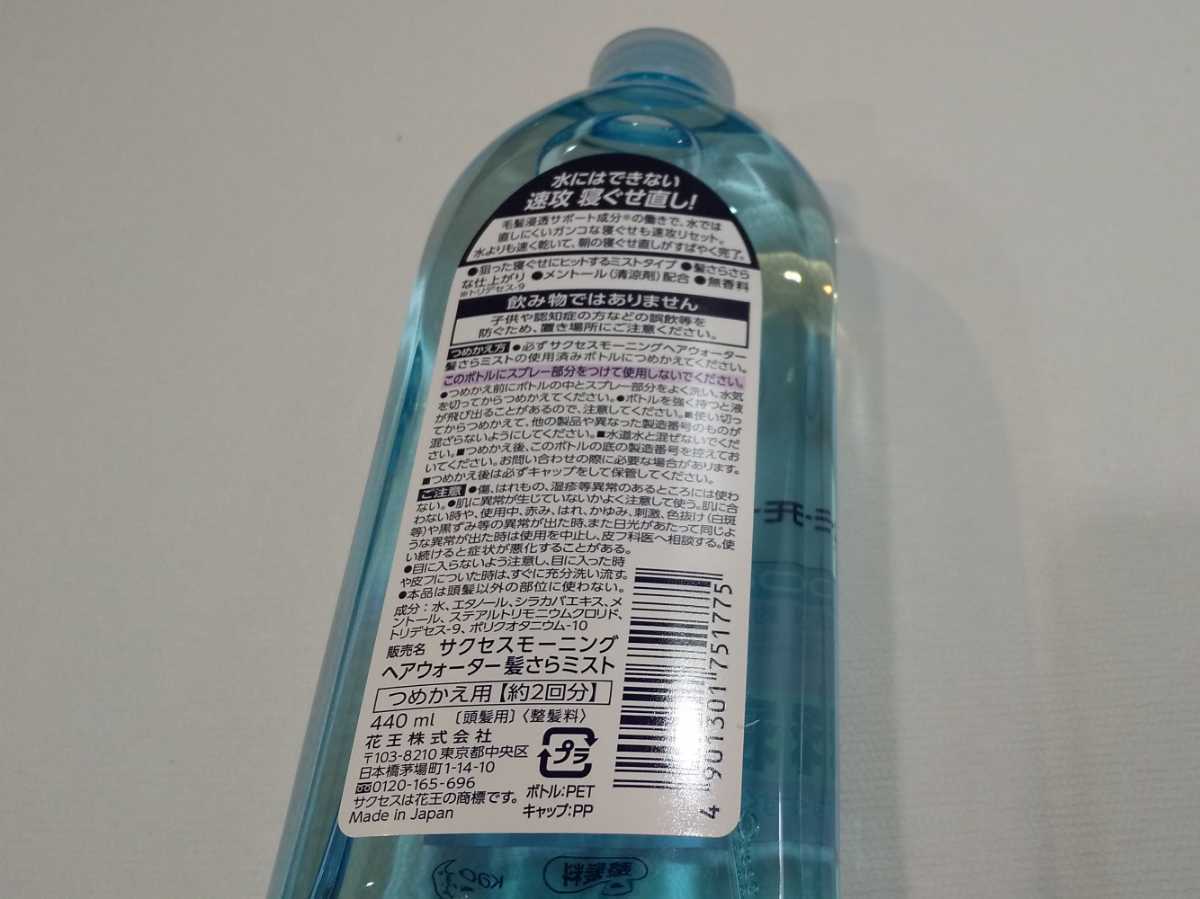 水にはできない
速攻 寝ぐせ直し!
毛髪浸透サポート成分※の働きで、水では
直しにくいガンコな寝ぐせも速攻リセット。
水よりも速く乾いて、朝の寝ぐせ直しがすばやく完了。
●狙った寝ぐせにヒットするミストタイプ ●髪さらさら
な仕上がり ●メントール(清涼剤)配合 ●無香料
※トリデセス-9
飲み物ではありません
子供や認知症の方などの誤飲等を
防ぐため、置き場所にご注意ください。
つめかえ方 ●必ずサクセスモーニングヘアウォーター
髪さらミストの使用済みボトルにつめかえてください。
このボトルにスプレー部分をつけて使用しないでください。
●つめかえ前にボトルの中とスプレー部分をよく洗い、水気
を切ってからつめかえてください。●ボトルを強く持つと液
が飛び出ることがあるので、注意してください。■使い切っ
てからつめかえて、他の製品や異なった製造番号のものが
混ざらないようにしてください。■水道水と混ぜないでくだ
さい。■つめかえ後、このボトルの底の製造番号を控えてお
いてください。お問い合わせの際に必要な場合があります。
■つめかえ後は必ずキャップをして保管してください。
ご注意 ●傷、はれもの、湿疹等異常のあるところには使わ
ない。●肌に異常が生じていないかよく注意して使う。肌に合
わない時や、使用中、赤み、はれ、かゆみ、刺激、色抜け(白斑
等)や黒ずみ等の異常が出た時、また日光があたって同じよ
うな異常が出た時は使用を中止し、皮フ科医へ相談する。使
い続けると症状が悪化することがある。
●目に入らないよう注意し、目に入った時
や皮フについた時は、すぐに充分洗い流す。
●本品は頭髪以外の部位に使わない。
成分:水、エタノール、シラカバエキス、メ
ントール、ステアルトリモニウムクロリド、
トリデセス-9、ポリクオタニウム-10
販売名 サクセスモーニング
ヘアウォーター髪さらミスト
つめかえ用【約2回分】
440 ml 〔頭髪用〕〈整髪料〉
花王株式会社
〒103-8210 東京都中央区
日本橋茅場町1-14-10
0120-165-696
サクセスは花王の商標です。
Made in Japan
プラ
ボトル:PET
キャップ:PP
4 901301 751775
Kao
整髪料